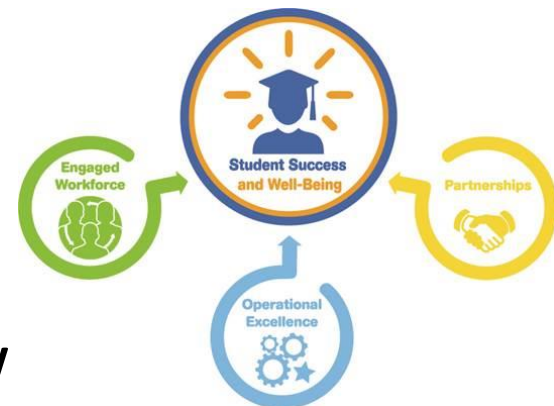 Student Success
and Well-Being
Engaged
Workforce
Partnerships
Operational
Excellence